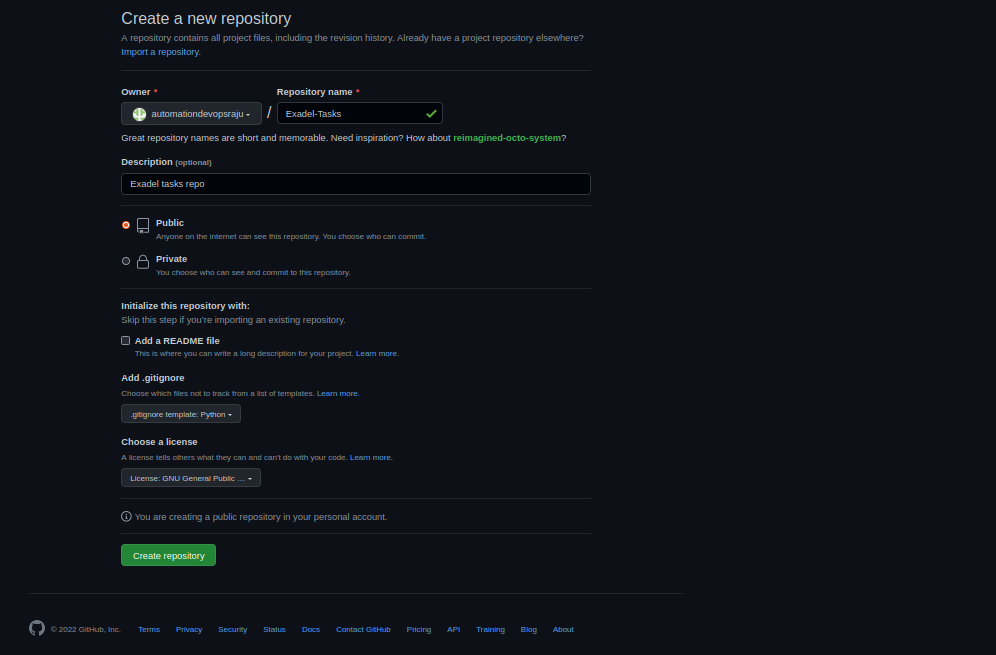 Create a new repository
A repository contains all project files, including the revision history. Already have a project repository elsewhere?
Import a repository.
Owner * Repository name *
automationdevopsraju / Exadel-Tasks
Great repository names are short and memorable. Need inspiration? How about reimagined-octo-system?
Description (optional)
Exadel tasks repo
Public
Anyone on the internet can see this repository. You choose who can commit.
Private
You choose who can see and commit to this repository.
Initialize this repository with:
Skip this step if you're importing an existing repository.
Add a README file
This is where you can write a long description for your project. Learn more.
Add .gitignore
Choose which files not to track from a list of templates. Learn more.
.gitignore template: Python
Choose a license
A license tells others what they can and can't do with your code. Learn more.
License: GNU General Public ...
You are creating a public repository in your personal account.
Create repository
© 2022 GitHub, Inc. Terms Privacy Security Status Docs Contact GitHub Pricing API Training Blog About